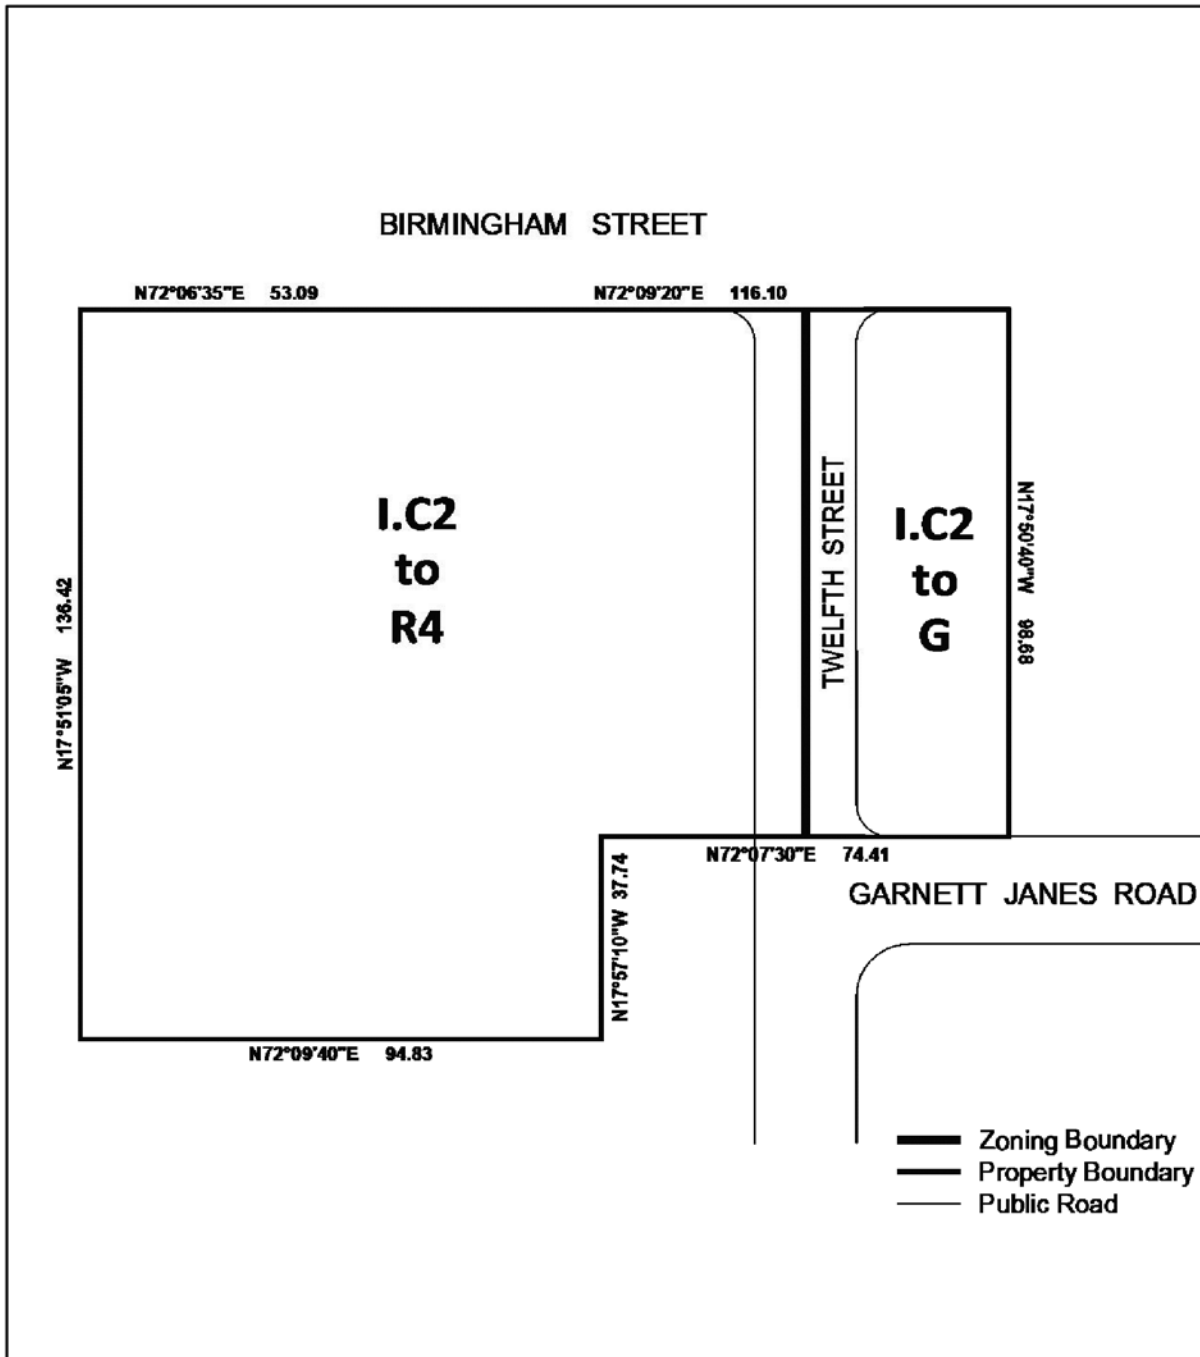 BIRMINGHAM STREET
N72°06'35"E 53.09
N72°09'20"E 116.10
I.C2
to
R4
TWELFTH STREET
I.C2
to
G
N17°50'40"W 98.68
N17°51'05"W 136.42
N72°07'30"E 74.41
N17°57'10"W 37.74
GARNETT JANES ROAD
N72°09'40"E 94.83
Zoning Boundary
Property Boundary
Public Road